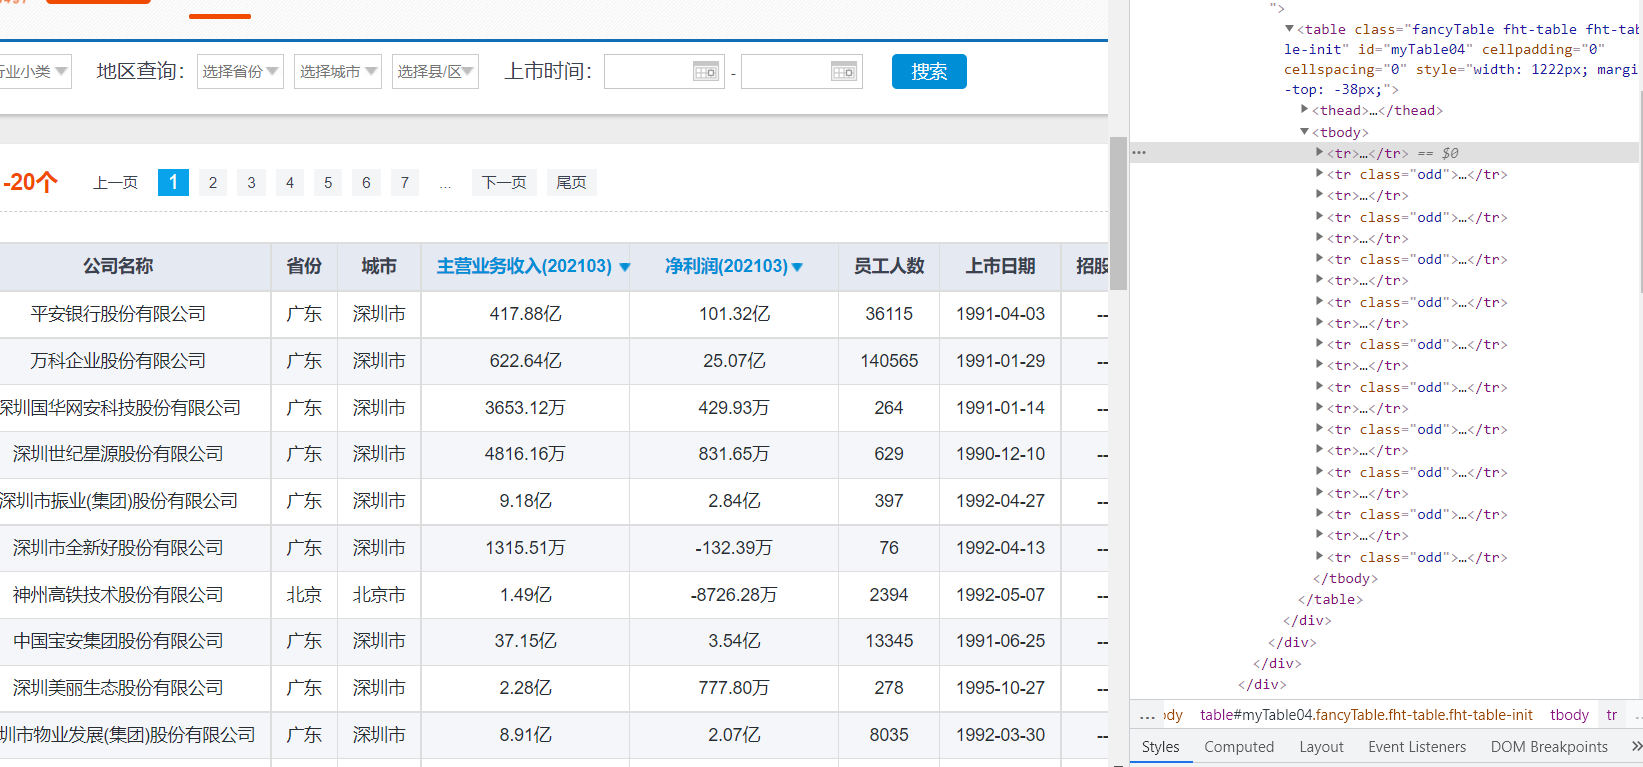 行业小类 地区查询： 选择省份 选择城市 选择县/区 上市时间： - 搜索
-20个 上一页 1 2 3 4 5 6 7 ... 下一页 尾页
公司名称 省份 城市 主营业务收入(202103) 净利润(202103) 员工人数 上市日期 招股
平安银行股份有限公司 广东 深圳市 417.88亿 101.32亿 36115 1991-04-03 --
万科企业股份有限公司 广东 深圳市 622.64亿 25.07亿 140565 1991-01-29 --
深圳国华网安科技股份有限公司 广东 深圳市 3653.12万 429.93万 264 1991-01-14 --
深圳世纪星源股份有限公司 广东 深圳市 4816.16万 831.65万 629 1990-12-10 --
深圳市振业(集团)股份有限公司 广东 深圳市 9.18亿 2.84亿 397 1992-04-27 --
深圳市全新好股份有限公司 广东 深圳市 1315.51万 -132.39万 76 1992-04-13 --
神州高铁技术股份有限公司 北京 北京市 1.49亿 -8726.28万 2394 1992-05-07 --
中国宝安集团股份有限公司 广东 深圳市 37.15亿 3.54亿 13345 1991-06-25 --
深圳美丽生态股份有限公司 广东 深圳市 2.28亿 777.80万 278 1995-10-27 --
圳市物业发展(集团)股份有限公司 广东 深圳市 8.91亿 2.07亿 8035 1992-03-30 --
">
<table class="fancyTable fht-table fht-tab
le-init" id="myTable04" cellpadding="0"
cellspacing="0" style="width: 1222px; margi
-top: -38px;">
<thead>…</thead>
<tbody>
<tr>…</tr> == $0
<tr class="odd">…</tr>
<tr>…</tr>
<tr class="odd">…</tr>
<tr>…</tr>
<tr class="odd">…</tr>
<tr>…</tr>
<tr class="odd">…</tr>
<tr>…</tr>
<tr class="odd">…</tr>
<tr>…</tr>
<tr class="odd">…</tr>
<tr>…</tr>
<tr class="odd">…</tr>
<tr>…</tr>
<tr class="odd">…</tr>
<tr>…</tr>
<tr class="odd">…</tr>
<tr>…</tr>
<tr class="odd">…</tr>
</tbody>
</table>
</div>
</div>
</div>
</div>
... dy table#myTable04.fancyTable.fht-table.fht-table-init tbody tr ...
Styles Computed Layout Event Listeners DOM Breakpoints »